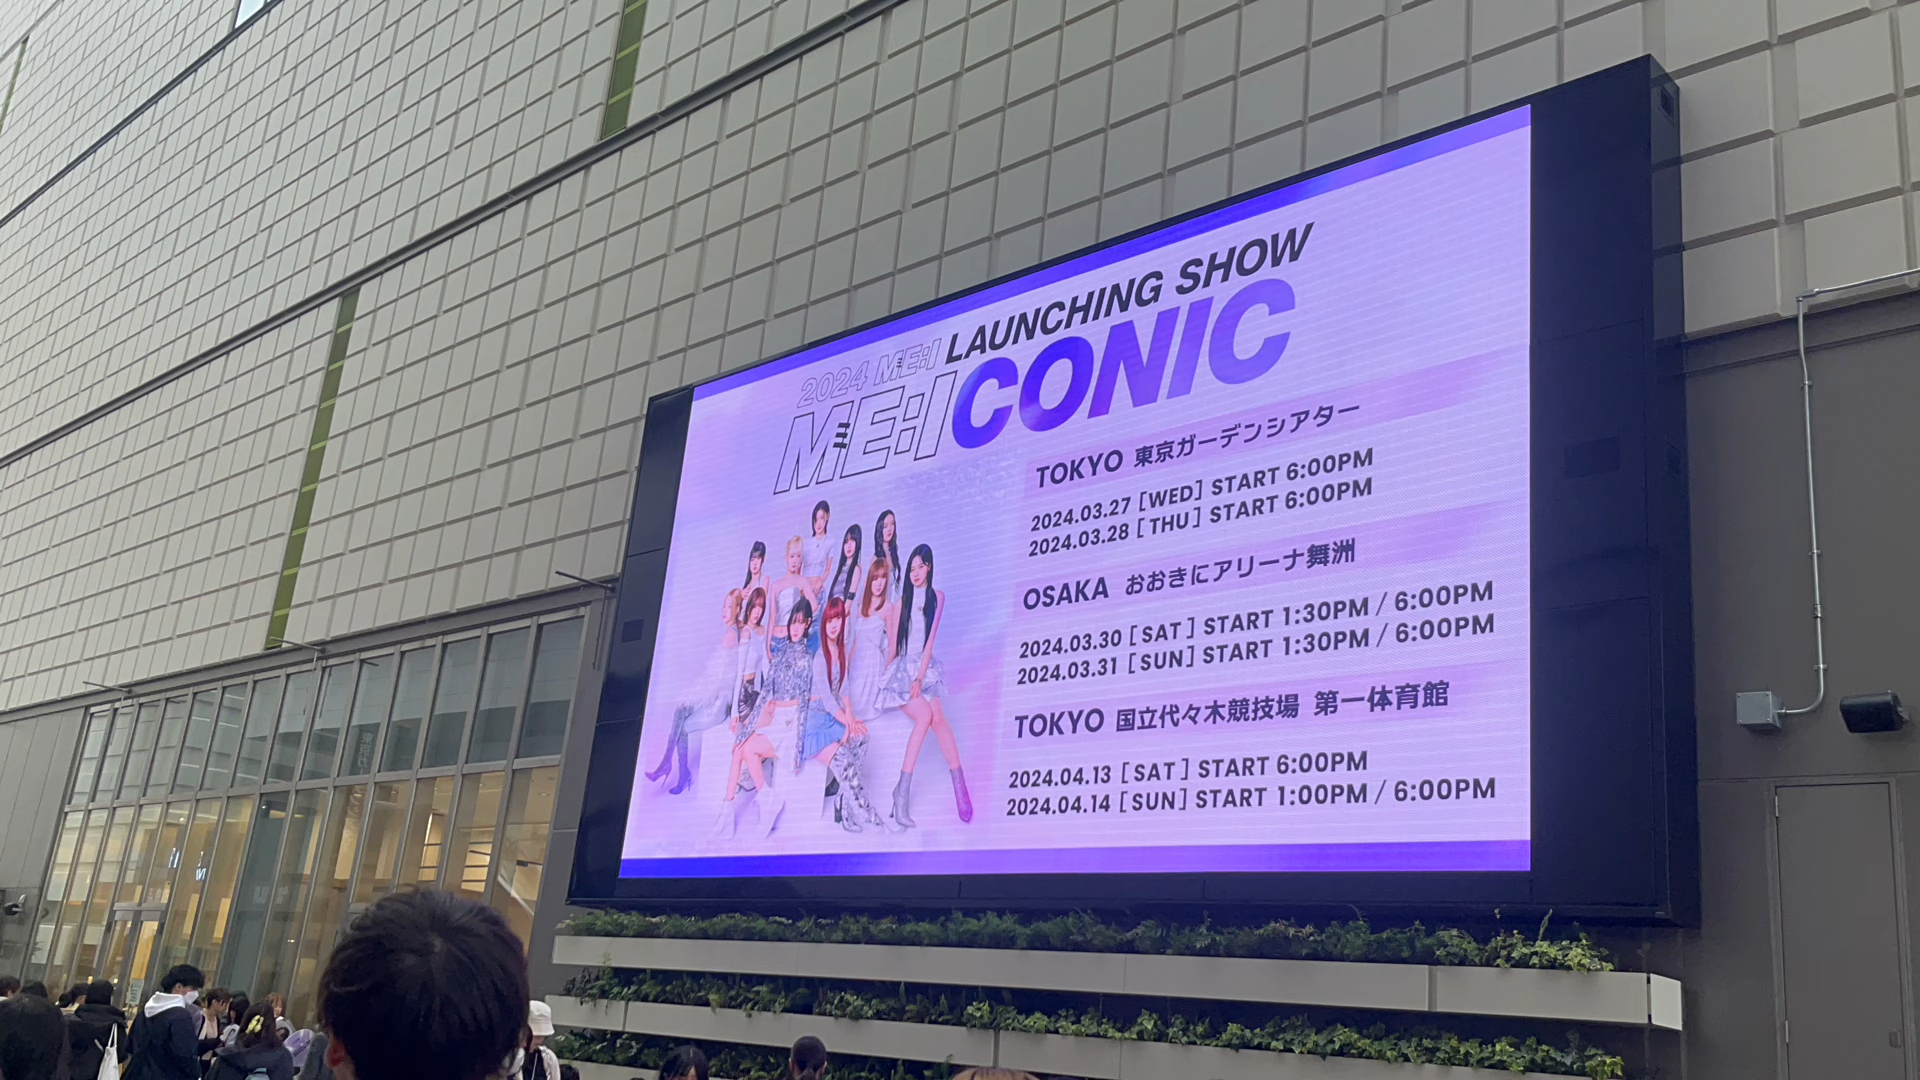 2024 ME:I LAUNCHING SHOW
ME:ICONIC
TOKYO 東京ガーデンシアター
2024.03.27 [WED] START 6:00PM
2024.03.28 [THU] START 6:00PM
OSAKA おおきにアリーナ舞洲
2024.03.30 [SAT] START 1:30PM / 6:00PM
2024.03.31 [SUN] START 1:30PM / 6:00PM
TOKYO 国立代々木競技場 第一体育館
2024.04.13 [SAT] START 6:00PM
2024.04.14 [SUN] START 1:00PM / 6:00PM